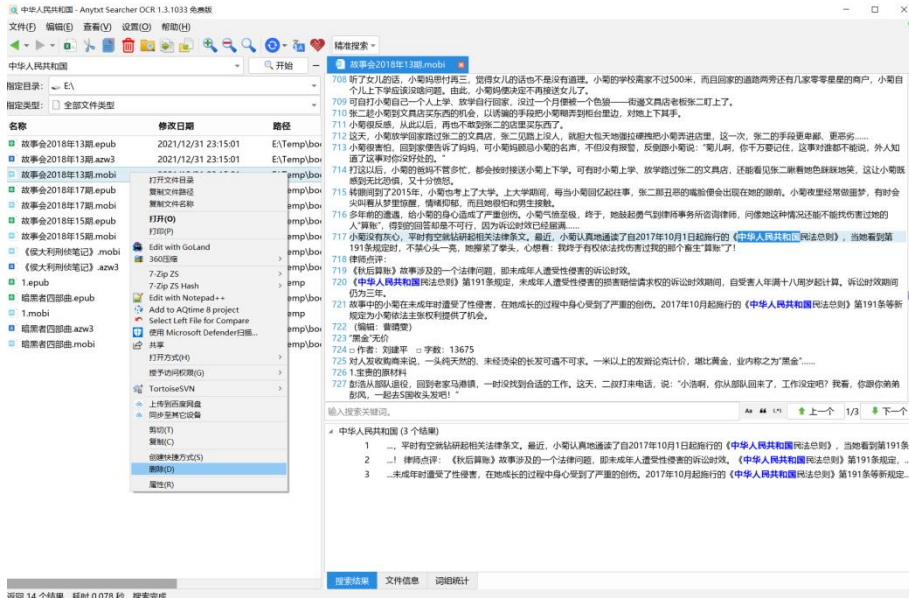 中华人民共和国 - Anytxt Searcher OCR 1.3.1033 免费版
文件(F) 编辑(E) 查看(V) 设置(O) 帮助(H)
精准搜索
中华人民共和国 开始
指定目录: E:\
指定类型: 全部文件类型
名称 修改日期 路径
故事会2018年13期.epub 2021/12/31 23:15:01 E:\Temp\bo
故事会2018年13期.azw3 2021/12/31 23:15:01 E:\Temp\bo
故事会2018年13期.mobi
故事会2018年17期.epub
故事会2018年17期.mobi
故事会2018年15期.epub
故事会2018年15期.mobi
《侯大利刑侦笔记》.mobi
《侯大利刑侦笔记》.azw3
1.epub
暗黑者四部曲.epub
1.mobi
暗黑者四部曲.azw3
暗黑者四部曲.mobi
打开文件目录
复制文件路径
复制文件名称
打开(O)
打印(P)
Edit with GoLand
360压缩
7-Zip ZS
7-Zip ZS Hash
Edit with Notepad++
Add to AQtime 8 project
Select Left File for Compare
使用 Microsoft Defender扫描...
共享
打开方式(H)
授予访问权限(G)
TortoiseSVN
上传到百度网盘
同步至其它设备
剪切(T)
复制(C)
创建快捷方式(S)
删除(D)
属性(R)
故事会2018年13期.mobi
708 听了女儿的话，小菊妈思忖再三，觉得女儿的话也不是没有道理。小菊的学校离家不过500米，而且回家的道路两旁还有几家零零星星的商户，小菊自
个儿上下学应该没啥问题。由此，小菊妈便决定不再接送女儿了。
709 可自打小菊自己一个人上学、放学自行回家，没过一个月便被一个色狼——街边文具店老板张二盯上了。
710 张二趁小菊到文具店买东西的机会，以诱骗的手段把小菊糊弄到柜台里边，对她上下其手。
711 小菊很反感，从此以后，再也不敢到张二的店里买东西了。
712 这天，小菊放学回家路过张二的文具店，张二见路上没人，就胆大包天地强拉硬拽把小菊弄进店里，这一次，张二的手段更卑鄙、更恶劣……
713 小菊很害怕，回到家便告诉了妈妈，可小菊妈顾忌小菊的名声，不但没有报警，反倒跟小菊说：“菊儿啊，你千万要记住，这事对谁都不能说，外人知
道了这事对你没好处的。”
714 打这以后，小菊的爸妈不管多忙，都会按时接送小菊上下学。可有时小菊上学、放学路过张二的文具店，还能看见张二瞅着她色眯眯地笑，这让小菊既
感到无比恐惧，又十分愤怒。
715 转眼间到了2015年，小菊也考上了大学。上大学期间，每当小菊回忆起往事，张二那丑恶的嘴脸便会出现在她的眼前。小菊夜里经常做噩梦，有时会
尖叫着从梦里惊醒，情绪抑郁，而且她很怕和男生接触。
716 多年前的遭遇，给小菊的身心造成了严重创伤。小菊气愤至极，终于，她鼓起勇气到律师事务所咨询律师，问像她这种情况还能不能找伤害过她的
人“算账”，得到的回答却是不可行，因为诉讼时效已经届满……
717 小菊没有灰心，平时有空就钻研起相关法律条文。最近，小菊认真地通读了自2017年10月1日起施行的《中华人民共和国民法总则》，当她看到第
191条规定时，不禁心头一亮，她攥紧了拳头，心想着：我终于有权依法找伤害过我的那个畜生“算账”了！
718 律师点评：
719 《秋后算账》故事涉及的一个法律问题，即未成年人遭受性侵害的诉讼时效。
720 《中华人民共和国民法总则》第191条规定，未成年人遭受性侵害的损害赔偿请求权的诉讼时效期间，自受害人年满十八周岁起计算。诉讼时效期间
仍为三年。
721 故事中的小菊在未成年时遭受了性侵害，在她成长的过程中身心受到了严重的创伤。2017年10月起施行的《中华人民共和国民法总则》第191条等新
规定为小菊依法主张权利提供了机会。
722 （编辑：曹晴雯）
723 “黑金”无价
724 □ 作者：刘建平 □ 字数：13675
725 对人发收购商来说，一头纯天然的、未经烫染的长发可遇不可求。一米以上的发辫论克计价，堪比黄金，业内称之为“黑金”……
726 1.宝贵的原材料
727 彭浩从部队退役，回到老家马港镇，一时没找到合适的工作。这天，二叔打来电话，说：“小浩啊，你从部队回来了，工作没定吧？我看，你跟你弟弟
彭风，一起去S国收头发吧！”
输入搜索关键词。 Aa (.*) 上一个 1/3 下一个
中华人民共和国 (3 个结果)
1 ...，平时有空就钻研起相关法律条文。最近，小菊认真地通读了自2017年10月1日起施行的《中华人民共和国民法总则》，当她看到第191条
2 ...！ 律师点评： 《秋后算账》故事涉及的一个法律问题，即未成年人遭受性侵害的诉讼时效。 《中华人民共和国民法总则》第191条规定，..
3 ...未成年时遭受了性侵害，在她成长的过程中身心受到了严重的创伤。2017年10月起施行的《中华人民共和国民法总则》第191条等新规定..
搜索结果 文件信息 词组统计
返回 14 个结果，耗时 0.078 秒，搜索完成